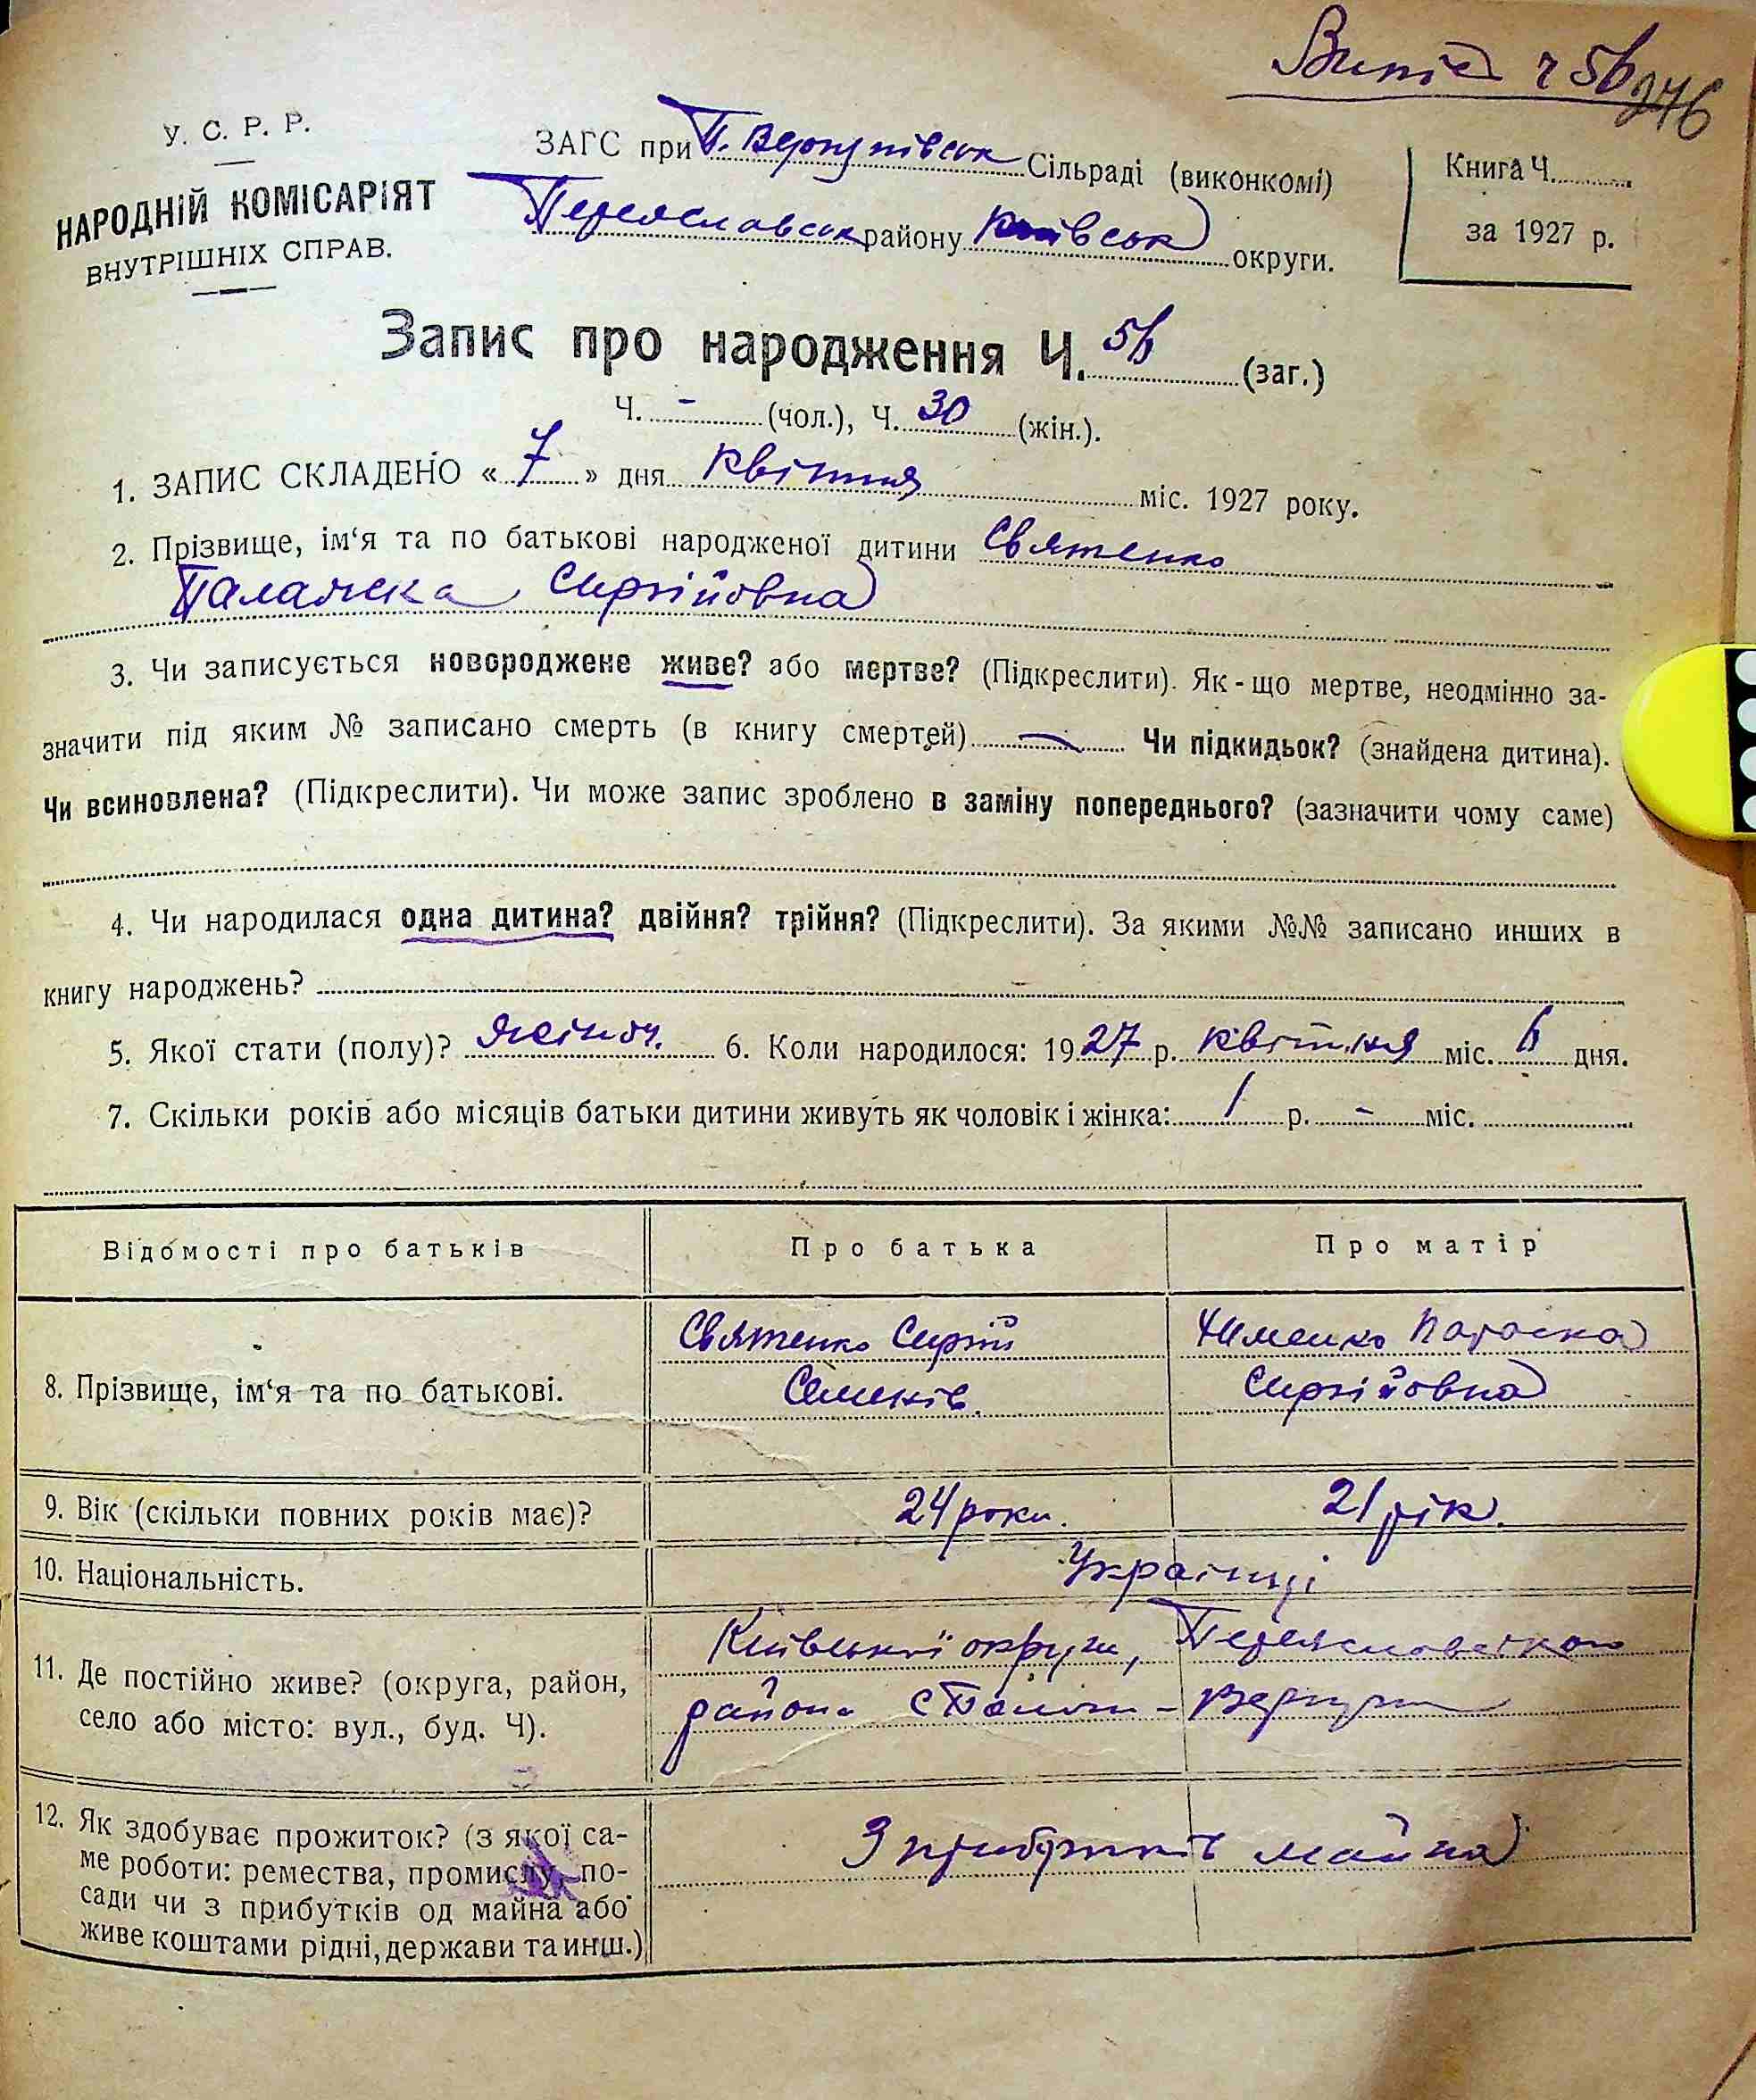 Випис ч 56
246
У. С. Р. Р.
НАРОДНІЙ КОМІСАРІЯТ
ВНУТРІШНІХ СПРАВ.
ЗАГС при П. Вергунівськ Сільраді (виконкомі)
Переяславськ району Київськ округи.
Книга Ч.
за 1927 р.
Запис про народження Ч. 56 (заг.)
Ч. - (чол.), Ч. 30 (жін.).
1. ЗАПИС СКЛАДЕНО « 7 » дня квітня міс. 1927 року.
2. Прізвище, ім‘я та по батькові народженої дитини Святенко
Палажка Сергійовна
3. Чи записується новороджене живе? або мертве? (Підкреслити). Як - що мертве, неодмінно за-
значити під яким № записано смерть (в книгу смертей) — Чи підкидьок? (знайдена дитина).
Чи всиновлена? (Підкреслити). Чи може запис зроблено в заміну попереднього? (зазначити чому саме)
4. Чи народилася одна дитина? двійня? трійня? (Підкреслити). За якими №№ записано инших в
книгу народжень? -
5. Якої стати (полу)? жіноч. 6. Коли народилося: 1927 р. квітня міс. 6 дня.
7. Скільки років або місяців батьки дитини живуть як чоловік і жінка: 1 р. - міс.
Відомості про батьків Про батька Про матір
8. Прізвище, ім‘я та по батькові.
Святенко Сергій
Семенів.
Параска
Сергійовна
9. Вік (скільки повних років має)? 24 роки. 21 рік.
10. Національність. Українці
11. Де постійно живе? (округа, район,
село або місто: вул., буд. Ч).
Київської округи, Переяславського
району с
12. Як здобуває прожиток? (з якої са-
ме роботи: ремества, промислу, по-
сади чи з прибутків од майна або
живе коштами рідні, держави та инш.)
З прибутків майна